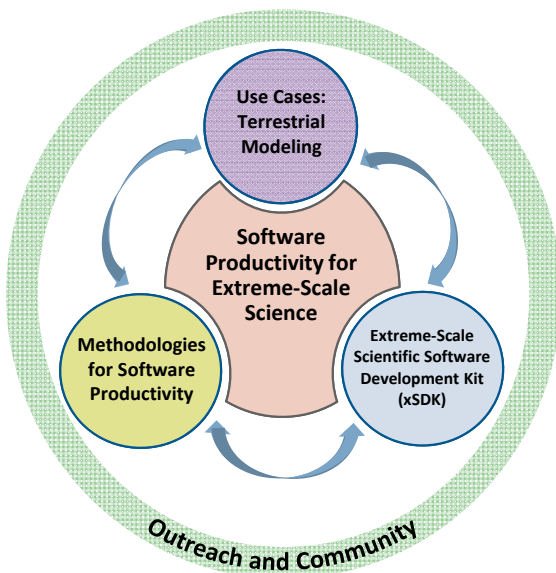 Use Cases:
Terrestrial
Modeling
Software
Productivity for
Extreme-Scale
Science
Methodologies
for Software
Productivity
Extreme-Scale
Scientific Software
Development Kit
(xSDK)
Outreach and Community